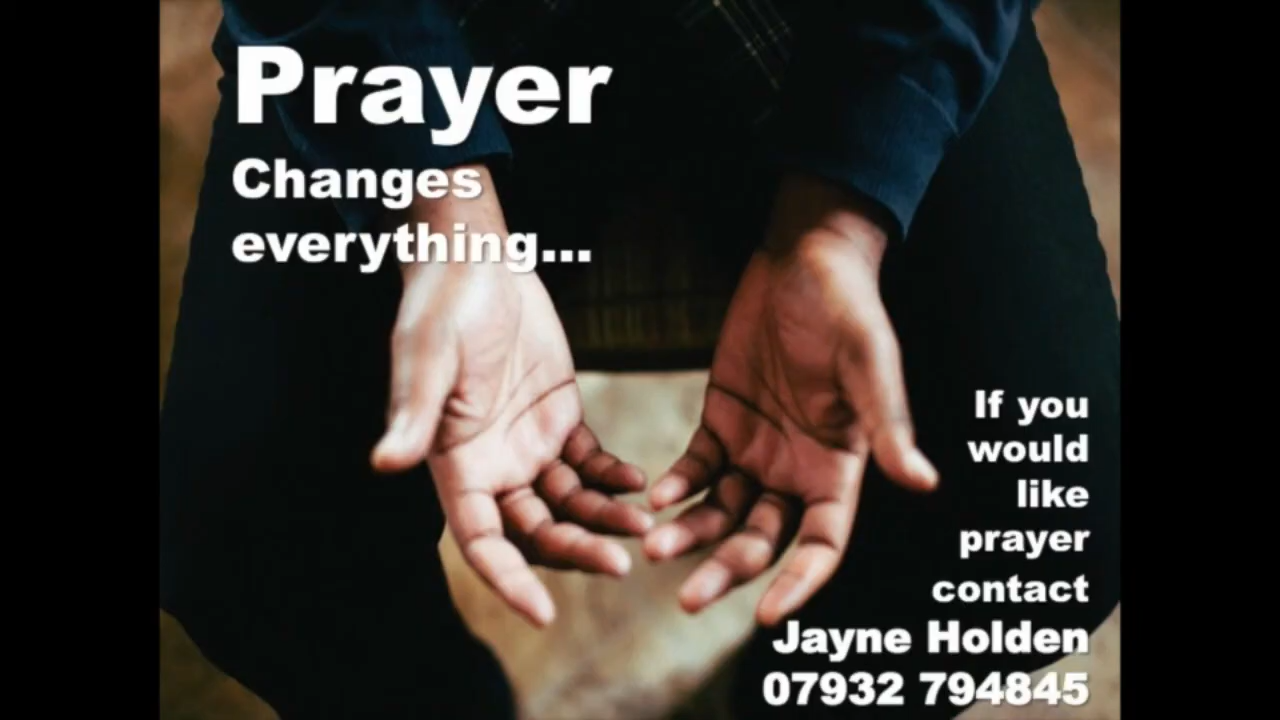 Prayer
Changes
everything...
If you
would
like
prayer
contact
Jayne Holden
07932 794845